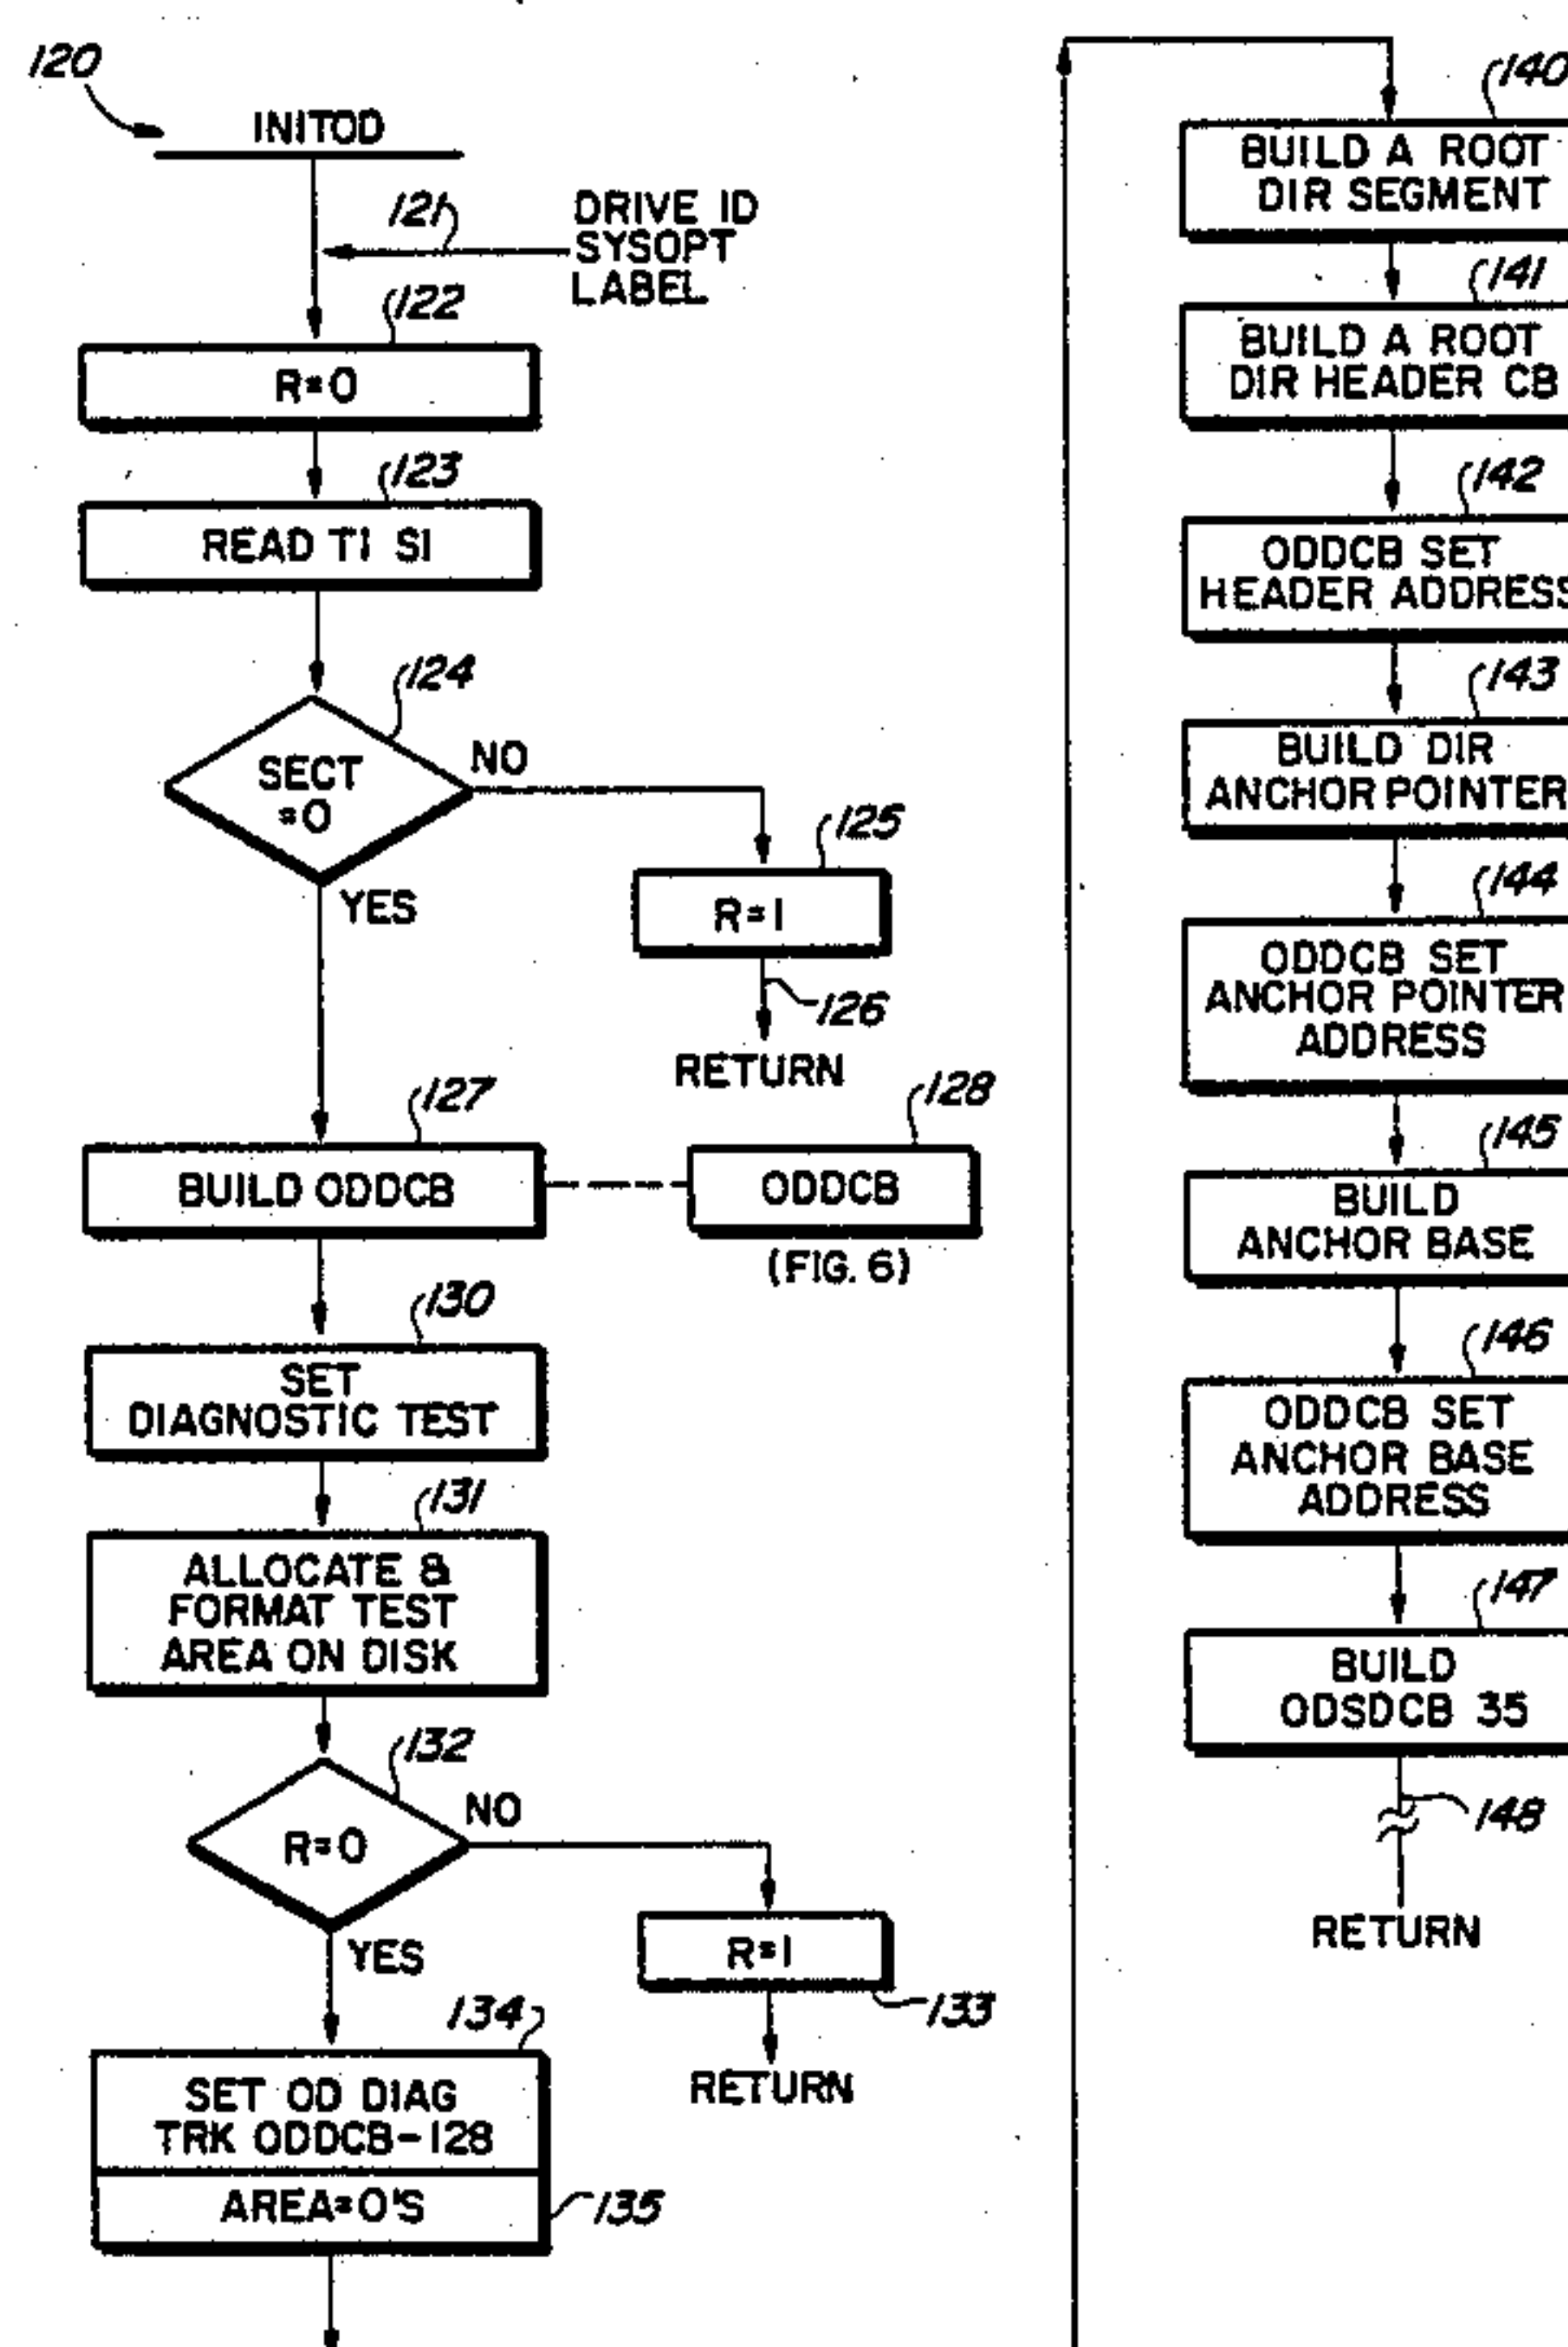 120
INITOD
121
DRIVE ID
SYSOPT
LABEL
122
R=0
123
READ T1 S1
124
SECT
=0
NO
YES
125
R=1
126
RETURN
127
BUILD ODDCB
128
ODDCB
(FIG. 6)
130
SET
DIAGNOSTIC TEST
131
ALLOCATE &
FORMAT TEST
AREA ON DISK
132
R=0
NO
YES
R=1
133
RETURN
134
SET OD DIAG
TRK ODDCB-128
AREA=0'S
135
140
BUILD A ROOT
DIR SEGMENT
141
BUILD A ROOT
DIR HEADER CB
142
ODDCB SET
HEADER ADDRESS
143
BUILD DIR
ANCHOR POINTER
144
ODDCB SET
ANCHOR POINTER
ADDRESS
145
BUILD
ANCHOR BASE
146
ODDCB SET
ANCHOR BASE
ADDRESS
147
BUILD
ODSDCB 35
148
RETURN